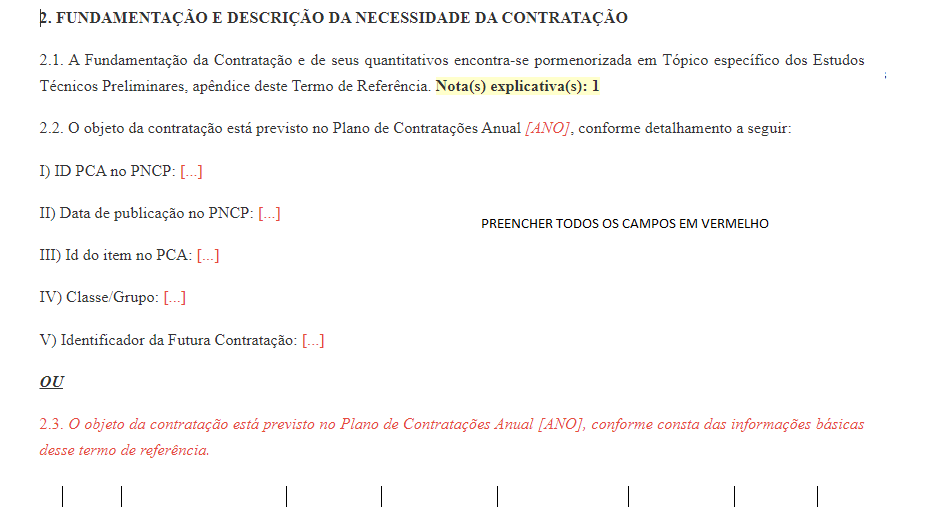 2. FUNDAMENTAÇÃO E DESCRIÇÃO DA NECESSIDADE DA CONTRATAÇÃO
2.1. A Fundamentação da Contratação e de seus quantitativos encontra-se pormenorizada em Tópico específico dos Estudos
Técnicos Preliminares, apêndice deste Termo de Referência. Nota(s) explicativa(s): 1
2.2. O objeto da contratação está previsto no Plano de Contratações Anual [ANO], conforme detalhamento a seguir:
I) ID PCA no PNCP: [...]
II) Data de publicação no PNCP: [...]
PREENCHER TODOS OS CAMPOS EM VERMELHO
III) Id do item no PCA: [...]
IV) Classe/Grupo: [...]
V) Identificador da Futura Contratação: [...]
OU
2.3. O objeto da contratação está previsto no Plano de Contratações Anual [ANO], conforme consta das informações básicas
desse termo de referência.